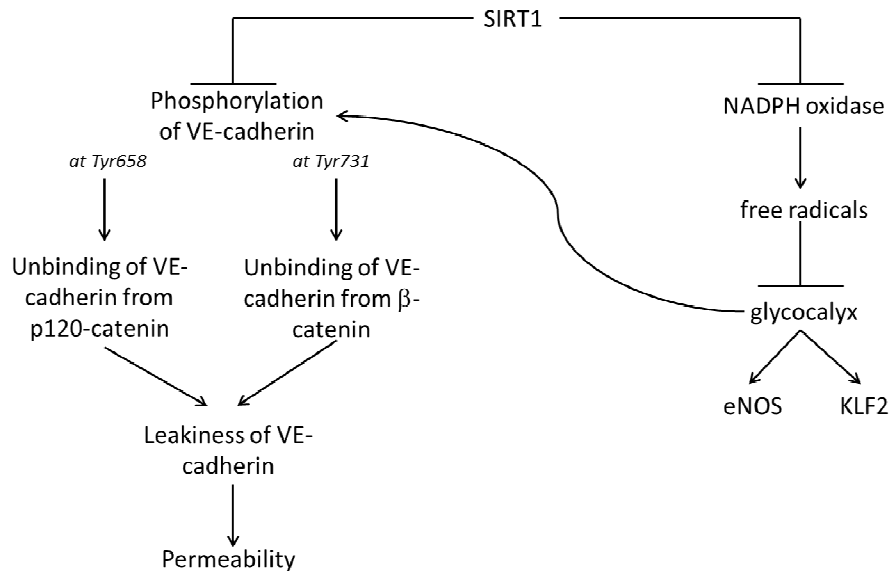 SIRT1
Phosphorylation
of VE-cadherin
NADPH oxidase
at Tyr658
at Tyr731
free radicals
Unbinding of VE-
cadherin from
p120-catenin
Unbinding of VE-
cadherin from β-
catenin
glycocalyx
eNOS
KLF2
Leakiness of VE-
cadherin
Permeability